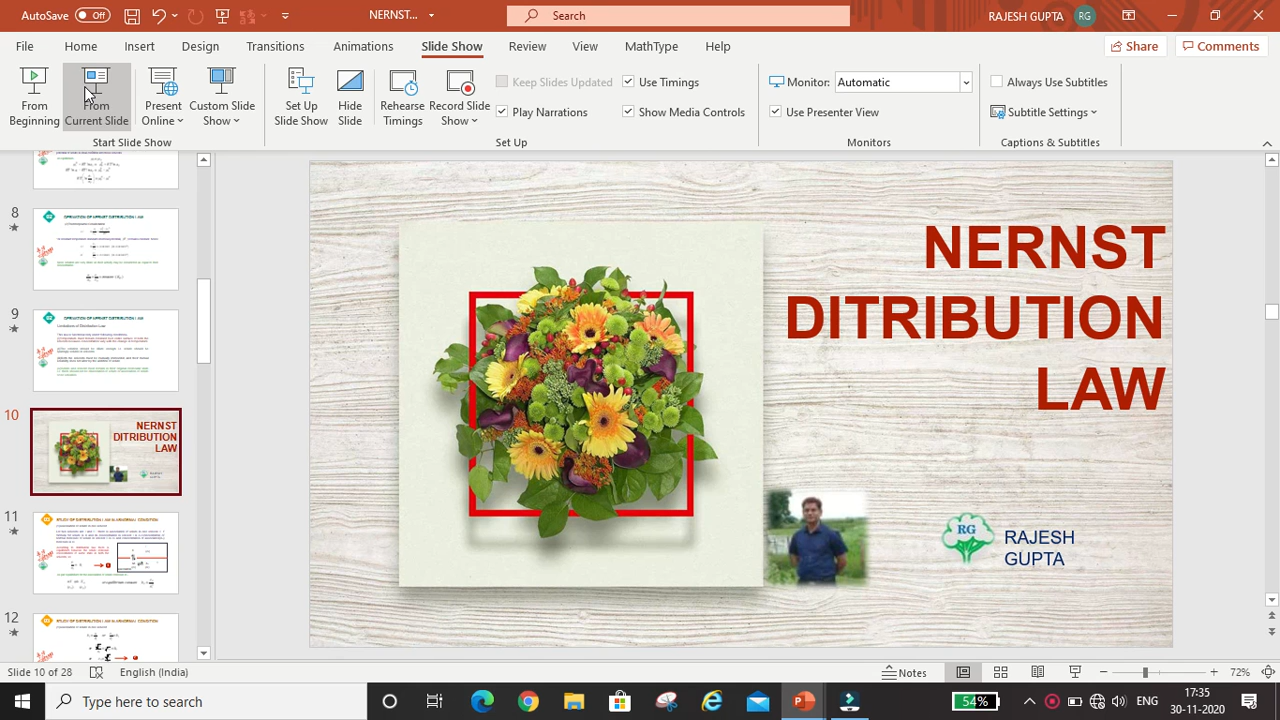 AutoSave Off
NERNST...
Search
RAJESH GUPTA RG
File Home Insert Design Transitions Animations Slide Show Review View MathType Help
Share Comments
From Beginning
From Current Slide
Present Online
Custom Slide Show
Start Slide Show
Set Up Slide Show
Hide Slide
Rehearse Timings
Record Slide Show
Keep Slides Updated
Play Narrations
Use Timings
Show Media Controls
Set Up
Monitor: Automatic
Use Presenter View
Monitors
Always Use Subtitles
Subtitle Settings
Captions & Subtitles
8
9
10
NERNST
DITRIBUTION
LAW
11
12
NERNST
DITRIBUTION
LAW
RG
RAJESH
GUPTA
Slide 10 of 28
English (India)
Notes
72%
Type here to search
54%
ENG
17:35
30-11-2020